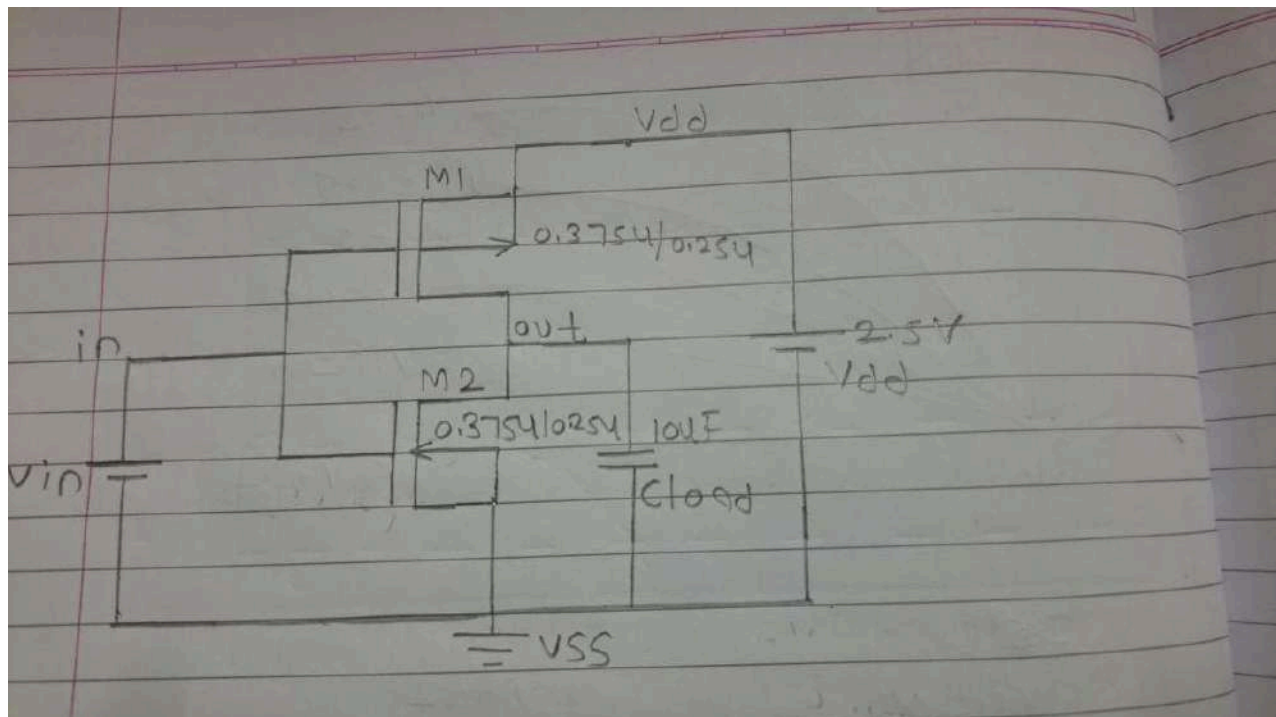 Vdd
M1
0.375u/0.25u
in
out
2.5V
Vdd
M2
0.375u/025u
10uF
Vin
Cload
VSS